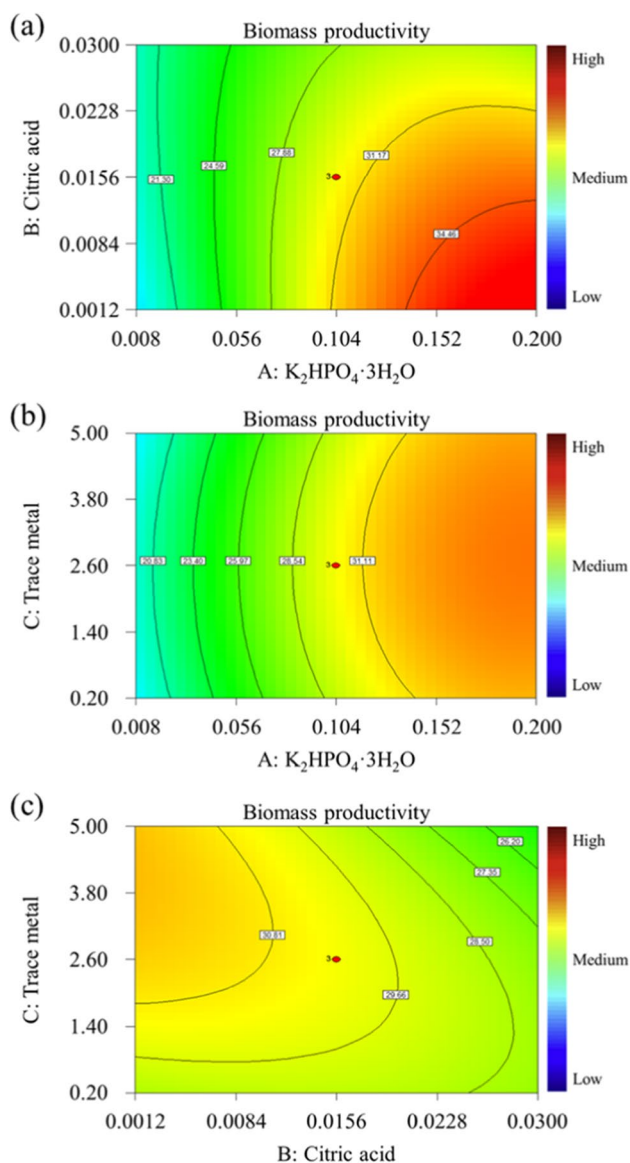 (a)
Biomass productivity
0.0300
0.0228
0.0156
0.0084
0.0012
B: Citric acid
21.30
24.59
27.88
31.17
34.46
3
0.008
0.056
0.104
0.152
0.200
A: K₂HPO₄·3H₂O
High
Medium
Low
(b)
Biomass productivity
5.00
3.80
2.60
1.40
0.20
C: Trace metal
20.83
23.40
25.97
28.54
3
31.11
0.008
0.056
0.104
0.152
0.200
A: K₂HPO₄·3H₂O
High
Medium
Low
(c)
Biomass productivity
5.00
3.80
2.60
1.40
0.20
C: Trace metal
26.20
27.35
28.50
30.81
3
29.66
0.0012
0.0084
0.0156
0.0228
0.0300
B: Citric acid
High
Medium
Low